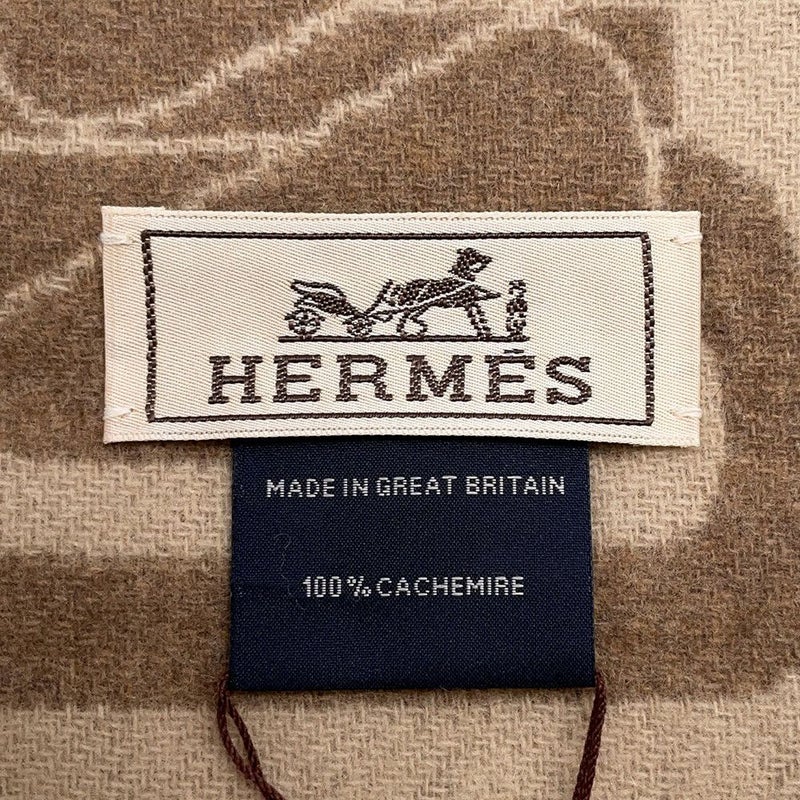 HERMÈS
MADE IN GREAT BRITAIN
100% CACHEMIRE